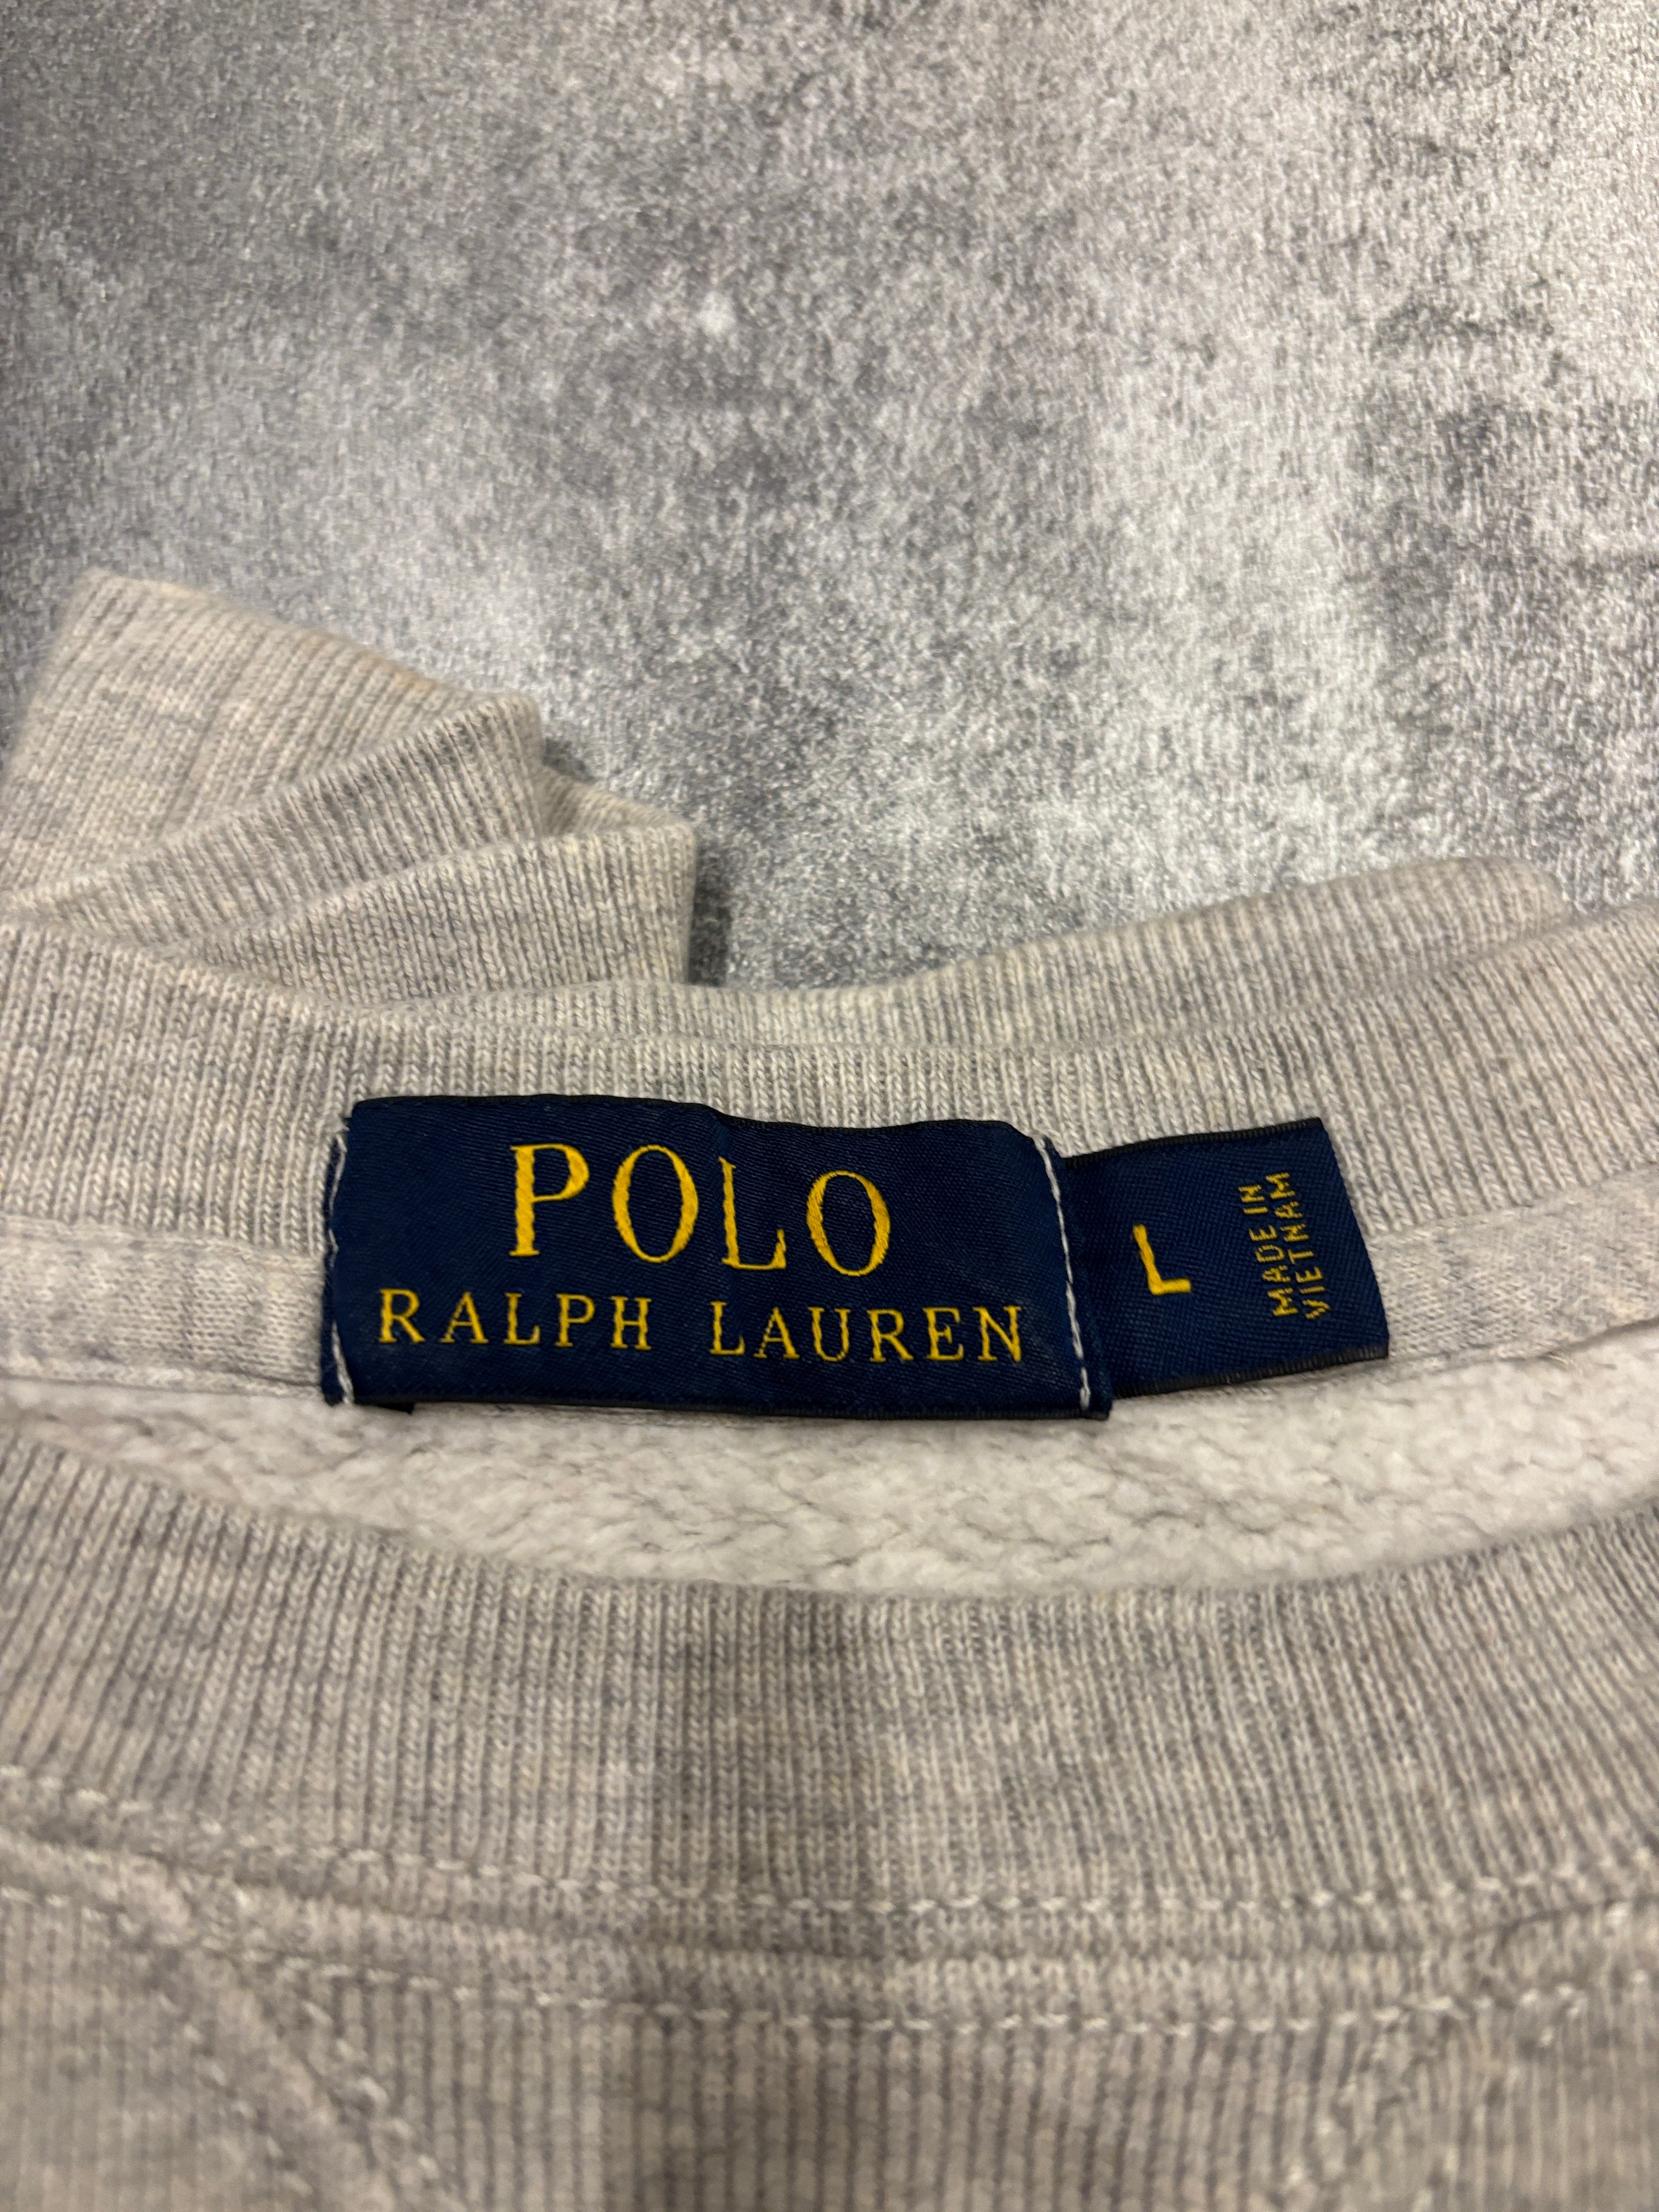 POLO
RALPH LAUREN
L
MADE IN
VIETNAM